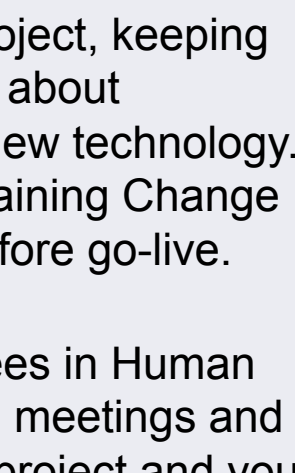 oject, keeping
about
ew technology.
aining Change
fore go-live.
ees in Human
meetings and
project and you